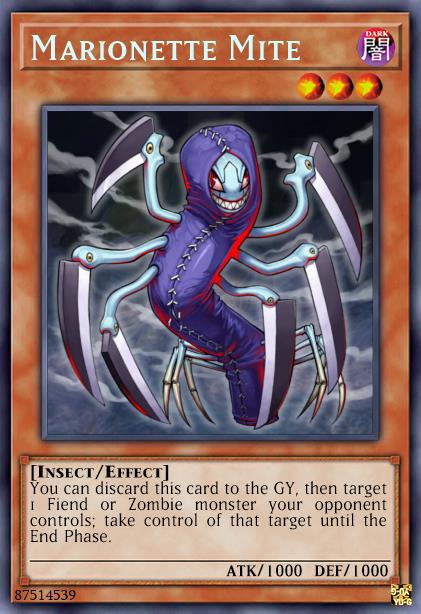 Marionette Mite
DARK
闇
[Insect/Effect]
You can discard this card to the GY, then target
1 Fiend or Zombie monster your opponent
controls; take control of that target until the
End Phase.
ATK/1000 DEF/1000
87514539